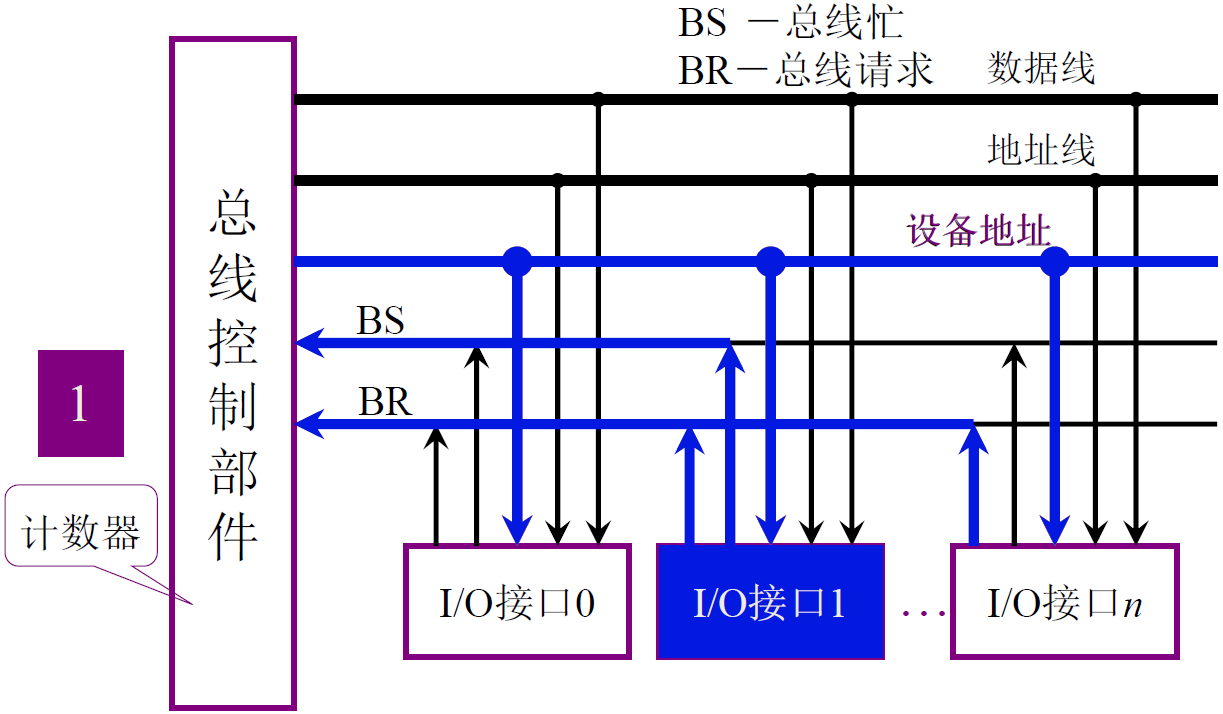 BS －总线忙
BR－总线请求
数据线
地址线
设备地址
BS
BR
总线控制部件
1
计数器
I/O接口0
I/O接口1
…
I/O接口n